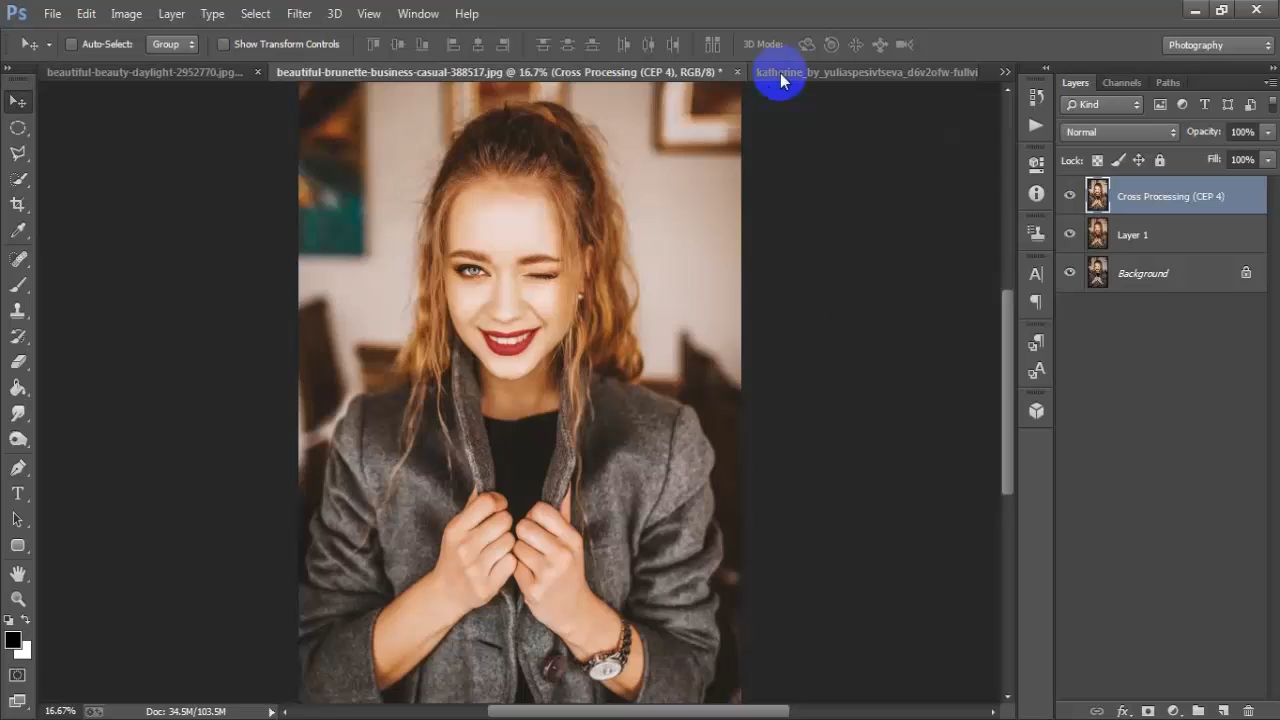 Ps File Edit Image Layer Type Select Filter 3D View Window Help
Auto-Select: Group Show Transform Controls 3D Mode: Photography
beautiful-beauty-daylight-2952770.jpg... × beautiful-brunette-business-casual-388517.jpg @ 16.7% (Cross Processing (CEP 4), RGB/8) * × katherine_by_yuliaspesivtseva_d6v2ofw-fullvi
Layers Channels Paths
Kind
Normal Opacity: 100%
Lock: Fill: 100%
Cross Processing (CEP 4)
Layer 1
Background
16.67% Doc: 34.5M/103.5M